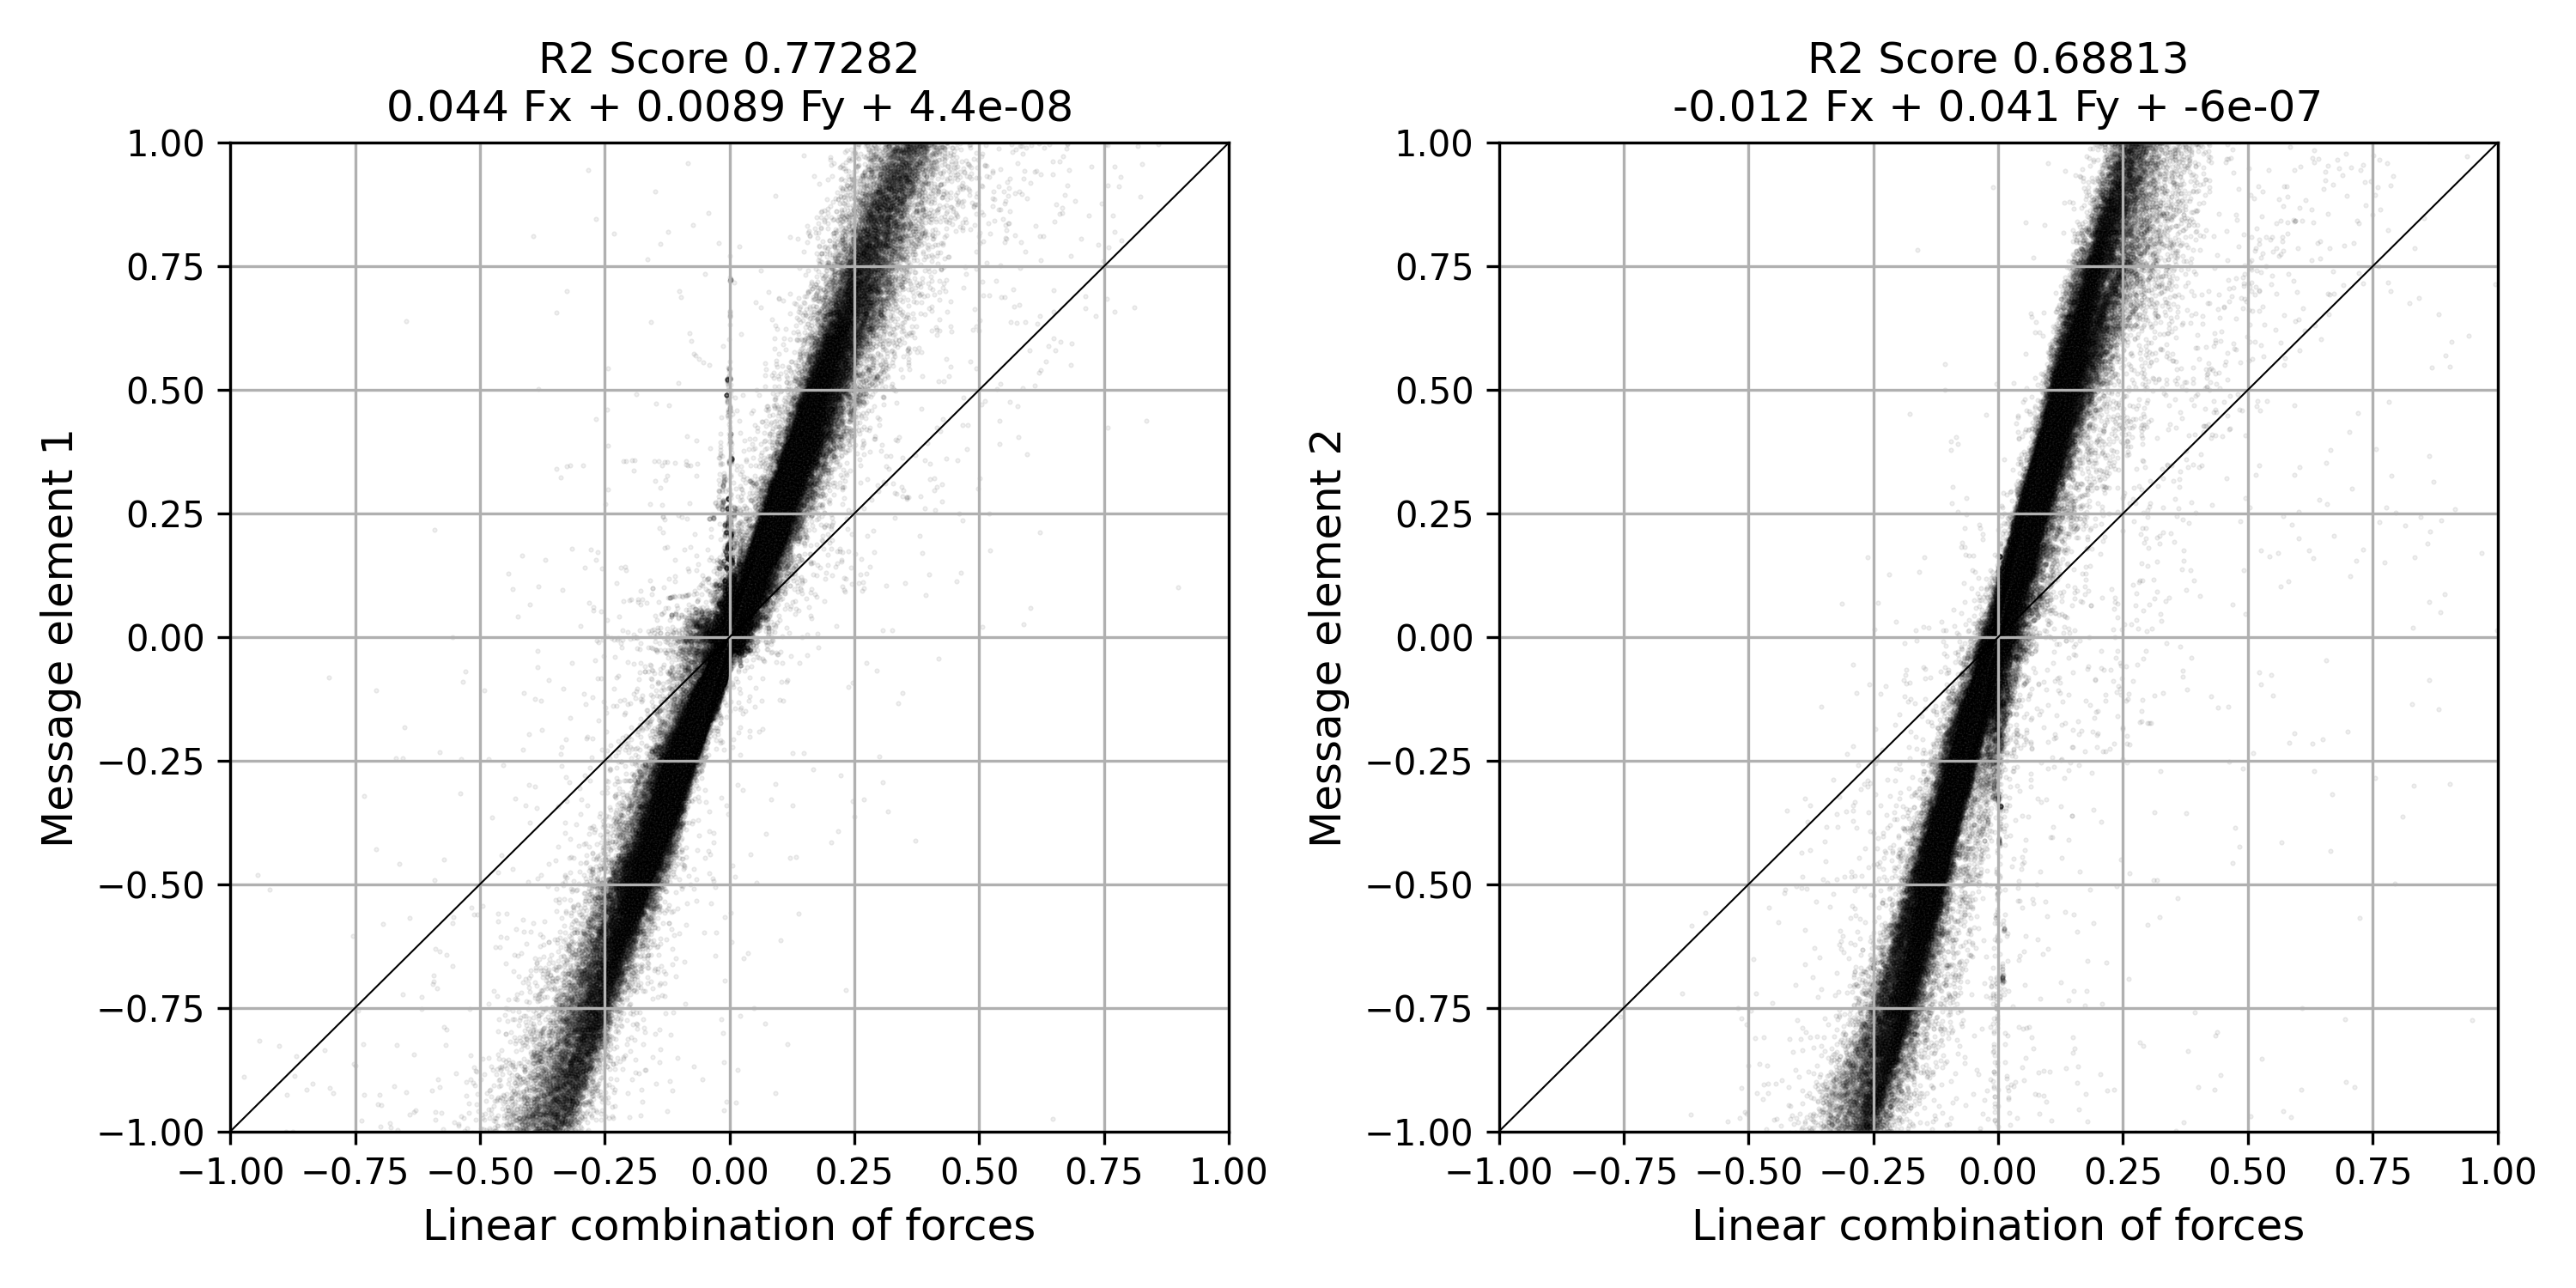 R2 Score 0.77282
0.044 Fx + 0.0089 Fy + 4.4e-08
1.00
0.75
0.50
0.25
0.00
−0.25
−0.50
−0.75
−1.00
Message element 1
−1.00 −0.75 −0.50 −0.25 0.00 0.25 0.50 0.75 1.00
Linear combination of forces
R2 Score 0.68813
-0.012 Fx + 0.041 Fy + -6e-07
1.00
0.75
0.50
0.25
0.00
−0.25
−0.50
−0.75
−1.00
Message element 2
−1.00 −0.75 −0.50 −0.25 0.00 0.25 0.50 0.75 1.00
Linear combination of forces